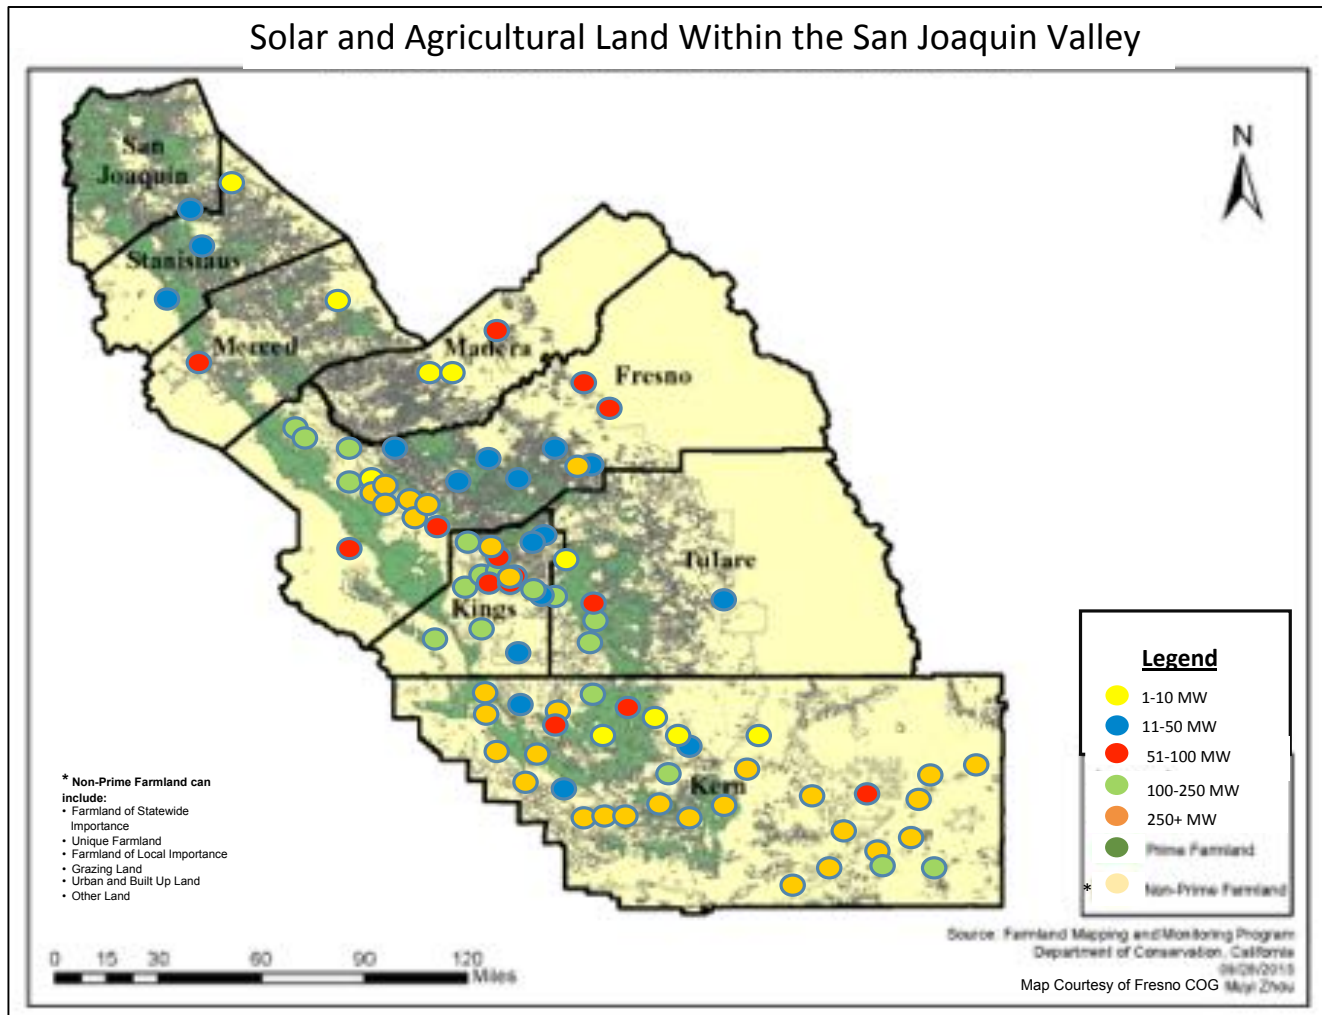 Solar and Agricultural Land Within the San Joaquin Valley
N
San
Joaquin
Stanislaus
Merced
Madera
Fresno
Tulare
Kings
Kern
Legend
1-10 MW
11-50 MW
51-100 MW
100-250 MW
250+ MW
Prime Farmland
* Non-Prime Farmland
* Non-Prime Farmland can
include:
• Farmland of Statewide
Importance
• Unique Farmland
• Farmland of Local Importance
• Grazing Land
• Urban and Built Up Land
• Other Land
0 15 30 60 90 120
Miles
Source: Farmland Mapping and Monitoring Program
Department of Conservation, California
Map Courtesy of Fresno COG Muyi Zhou